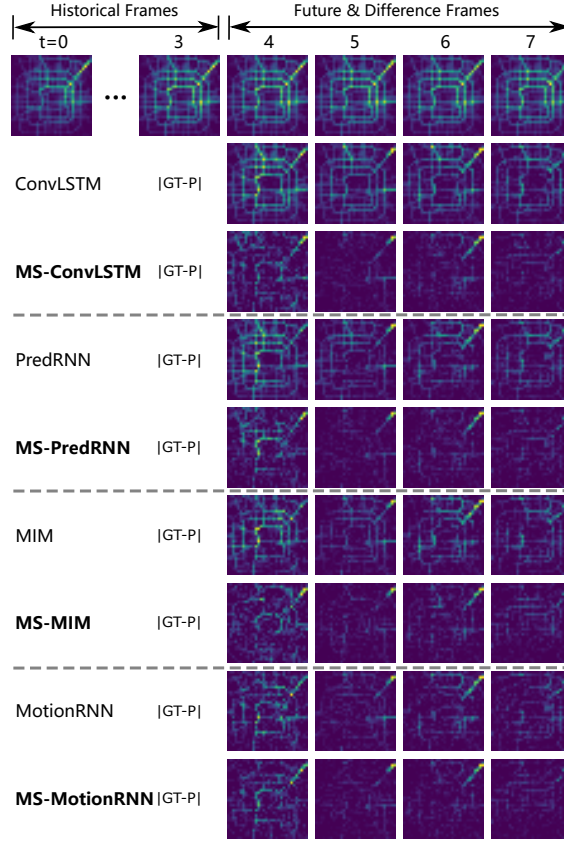 Historical Frames Future & Difference Frames
t=0 3 4 5 6 7
...
ConvLSTM |GT-P|
MS-ConvLSTM |GT-P|
PredRNN |GT-P|
MS-PredRNN |GT-P|
MIM |GT-P|
MS-MIM |GT-P|
MotionRNN |GT-P|
MS-MotionRNN |GT-P|